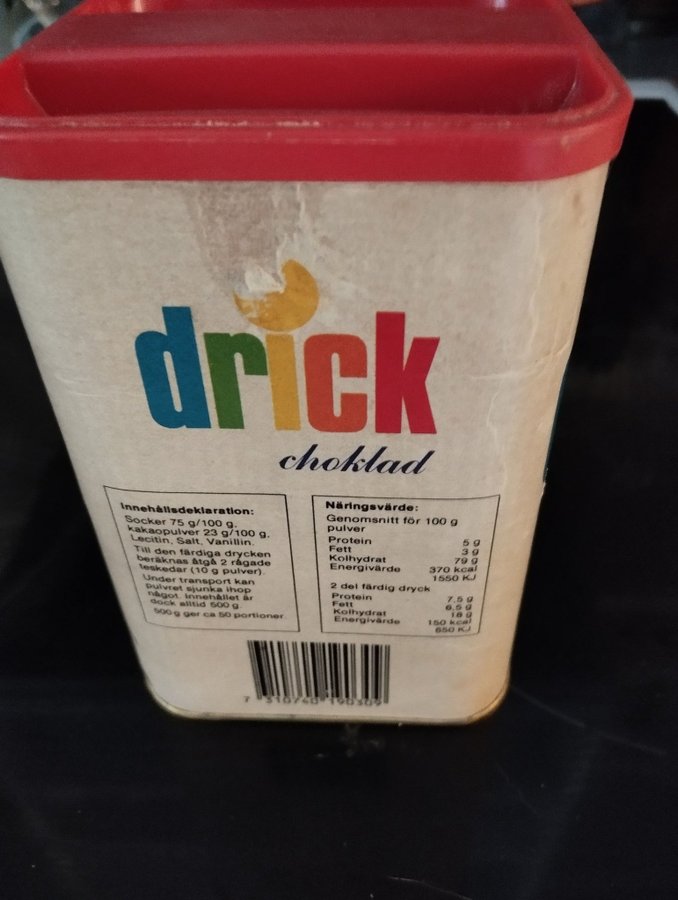 drick
choklad
Innehållsdeklaration:
Socker 75 g/100 g,
kakaopulver 23 g/100 g,
Lecitin, Salt, Vanillin.
Till den färdiga drycken
beräknas åtgå 2 rågade
teskedar (10 g pulver).
Under transport kan
pulvret sjunka ihop
något. Innehållet är
dock alltid 500 g.
500 g ger ca 50 portioner
Näringsvärde:
Genomsnitt för 100 g
pulver
Protein 5 g
Fett 3 g
Kolhydrat 79 g
Energivärde 370 kcal
1550 KJ
2 del färdig dryck
Protein 7.5 g
Fett 6.5 g
Kolhydrat 18 g
Energivärde 150 kcal
650 KJ
7 310740 190309